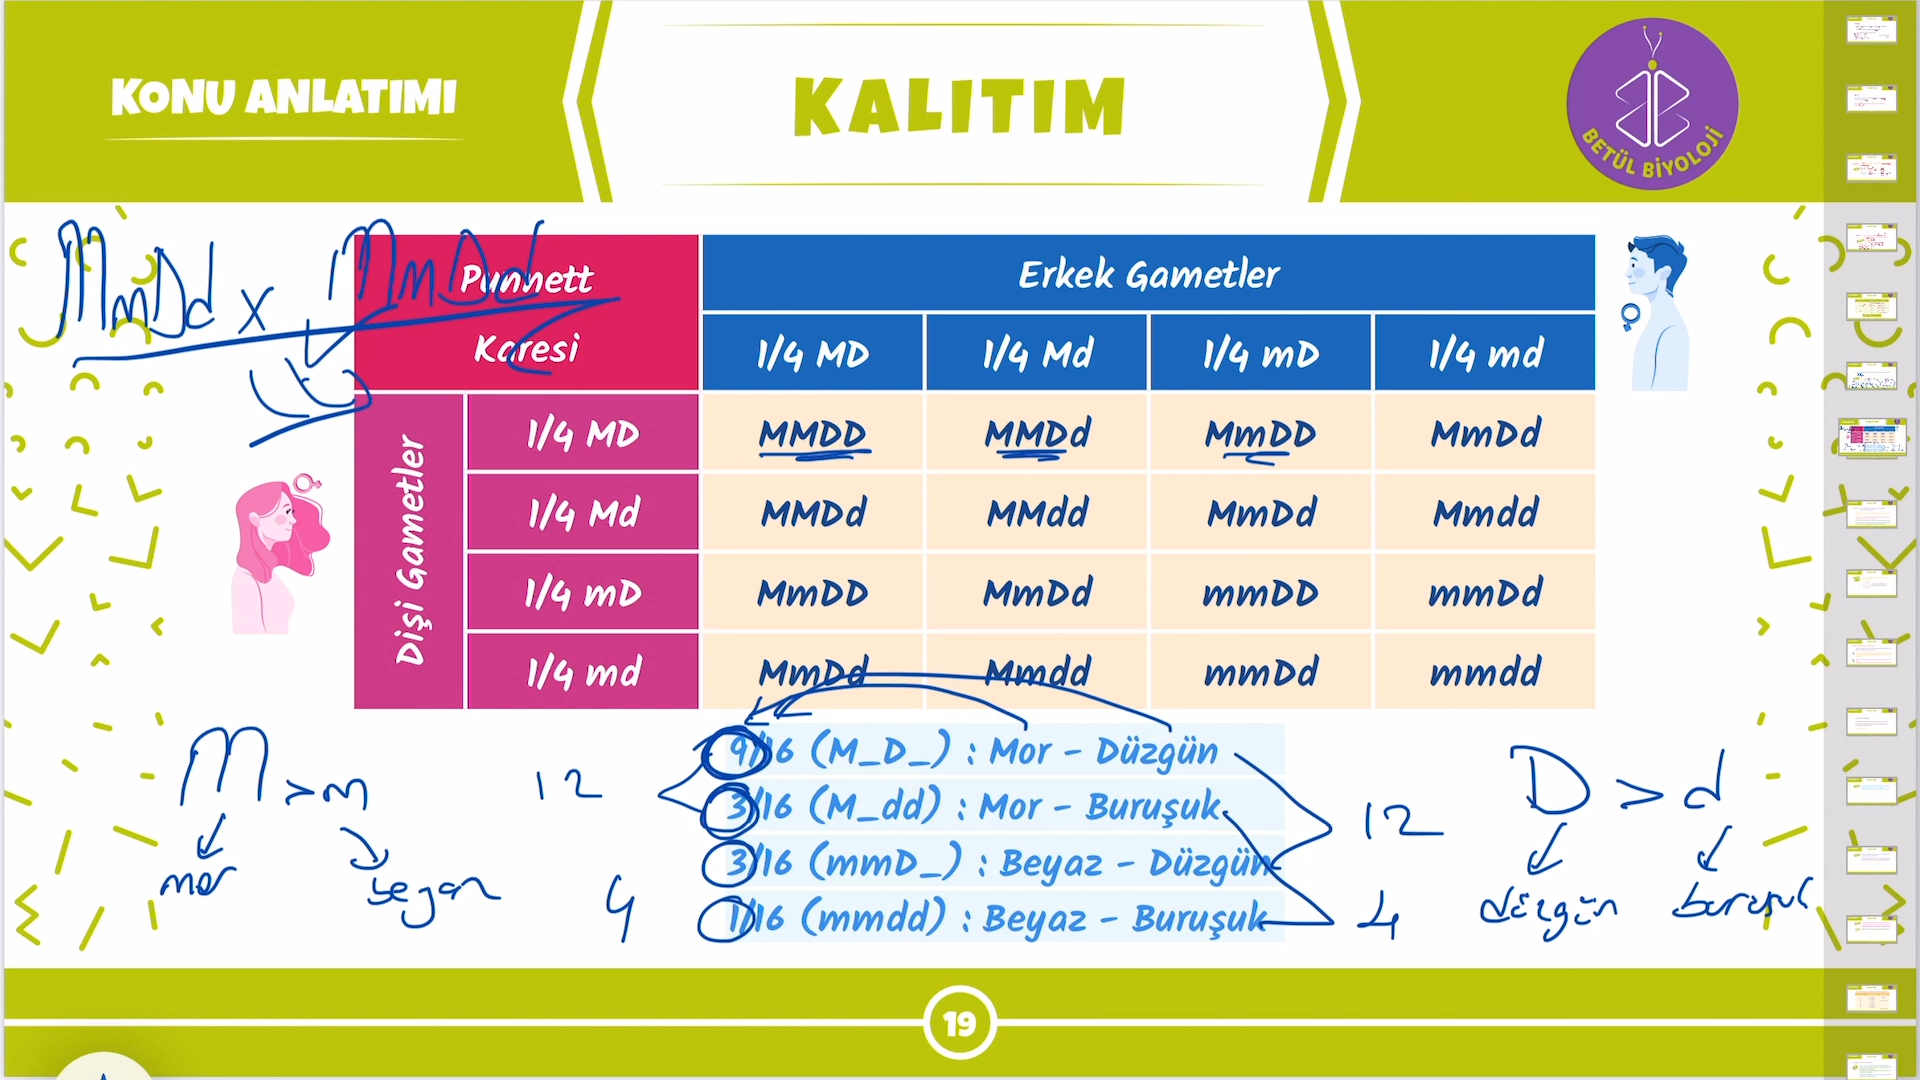 KONU ANLATIMI
KALITIM
BETÜL BİYOLOJİ
MmDd x MmDd
Punnett
Karesi
Erkek Gametler
1/4 MD 1/4 Md 1/4 mD 1/4 md
Dişi Gametler
1/4 MD MMDD MMDd MmDD MmDd
1/4 Md MMDd MMdd MmDd Mmdd
1/4 mD MmDD MmDd mmDD mmDd
1/4 md MmDd Mmdd mmDd mmdd
M > m
mor beyaz
12
4
9/16 (M_D_) : Mor - Düzgün
3/16 (M_dd) : Mor - Buruşuk
3/16 (mmD_) : Beyaz - Düzgün
1/16 (mmdd) : Beyaz - Buruşuk
12
4
D > d
düzgün buruşuk
19